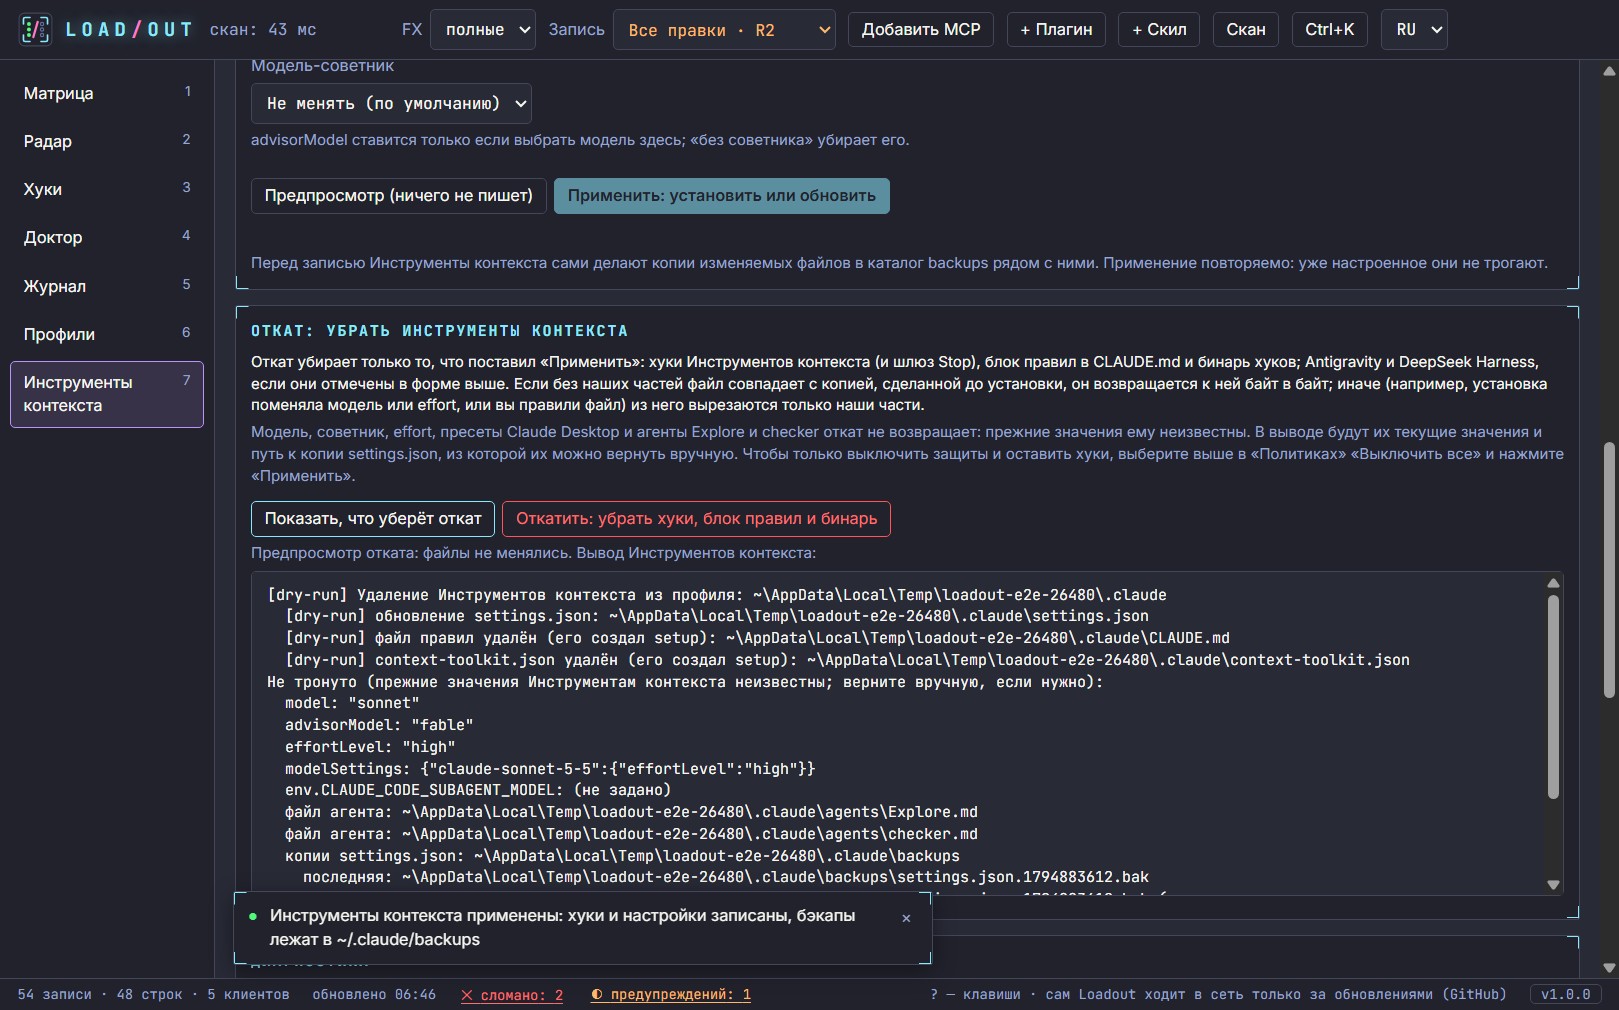 LOAD/OUT скан: 43 мс FX полные Запись Все правки · R2 Добавить MCP + Плагин + Скил Скан Ctrl+K RU
Матрица 1
Радар 2
Хуки 3
Доктор 4
Журнал 5
Профили 6
Инструменты контекста 7
Модель-советник
Не менять (по умолчанию)
advisorModel ставится только если выбрать модель здесь; «без советника» убирает его.
Предпросмотр (ничего не пишет) Применить: установить или обновить
Перед записью Инструменты контекста сами делают копии изменяемых файлов в каталог backups рядом с ними. Применение повторяемо: уже настроенное они не трогают.
ОТКАТ: УБРАТЬ ИНСТРУМЕНТЫ КОНТЕКСТА
Откат убирает только то, что поставил «Применить»: хуки Инструментов контекста (и шлюз Stop), блок правил в CLAUDE.md и бинарь хуков; Antigravity и DeepSeek Harness,
если они отмечены в форме выше. Если без наших частей файл совпадает с копией, сделанной до установки, он возвращается к ней байт в байт; иначе (например, установка
поменяла модель или effort, или вы правили файл) из него вырезаются только наши части.
Модель, советник, effort, пресеты Claude Desktop и агенты Explore и checker откат не возвращает: прежние значения ему неизвестны. В выводе будут их текущие значения и
путь к копии settings.json, из которой их можно вернуть вручную. Чтобы только выключить защиты и оставить хуки, выберите выше в «Политиках» «Выключить все» и нажмите
«Применить».
Показать, что уберёт откат Откатить: убрать хуки, блок правил и бинарь
Предпросмотр отката: файлы не менялись. Вывод Инструментов контекста:
[dry-run] Удаление Инструментов контекста из профиля: ~\AppData\Local\Temp\loadout-e2e-26480\.claude
[dry-run] обновление settings.json: ~\AppData\Local\Temp\loadout-e2e-26480\.claude\settings.json
[dry-run] файл правил удалён (его создал setup): ~\AppData\Local\Temp\loadout-e2e-26480\.claude\CLAUDE.md
[dry-run] context-toolkit.json удалён (его создал setup): ~\AppData\Local\Temp\loadout-e2e-26480\.claude\context-toolkit.json
Не тронуто (прежние значения Инструментам контекста неизвестны; верните вручную, если нужно):
model: "sonnet"
advisorModel: "fable"
effortLevel: "high"
modelSettings: {"claude-sonnet-5-5":{"effortLevel":"high"}}
env.CLAUDE_CODE_SUBAGENT_MODEL: (не задано)
файл агента: ~\AppData\Local\Temp\loadout-e2e-26480\.claude\agents\Explore.md
файл агента: ~\AppData\Local\Temp\loadout-e2e-26480\.claude\agents\checker.md
копии settings.json: ~\AppData\Local\Temp\loadout-e2e-26480\.claude\backups
последняя: ~\AppData\Local\Temp\loadout-e2e-26480\.claude\backups\settings.json.1794883612.bak
Инструменты контекста применены: хуки и настройки записаны, бэкапы
лежат в ~/.claude/backups
54 записи · 48 строк · 5 клиентов обновлено 06:46 сломано: 2 предупреждений: 1 ? — клавиши · сам Loadout ходит в сеть только за обновлениями (GitHub) v1.0.0